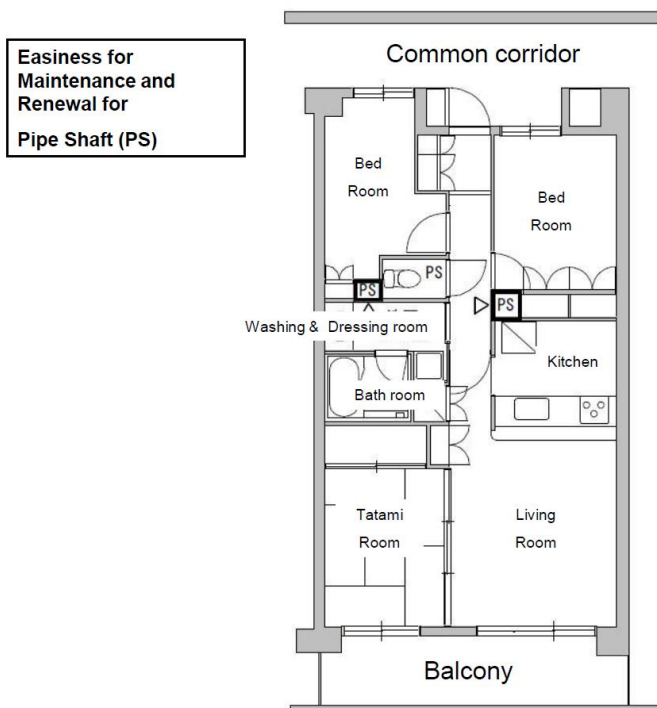 Easiness for
Maintenance and
Renewal for
Pipe Shaft (PS)
Common corridor
Bed
Room
Bed
Room
PS
PS
PS
Washing & Dressing room
Kitchen
Bath room
Tatami
Room
Living
Room
Balcony